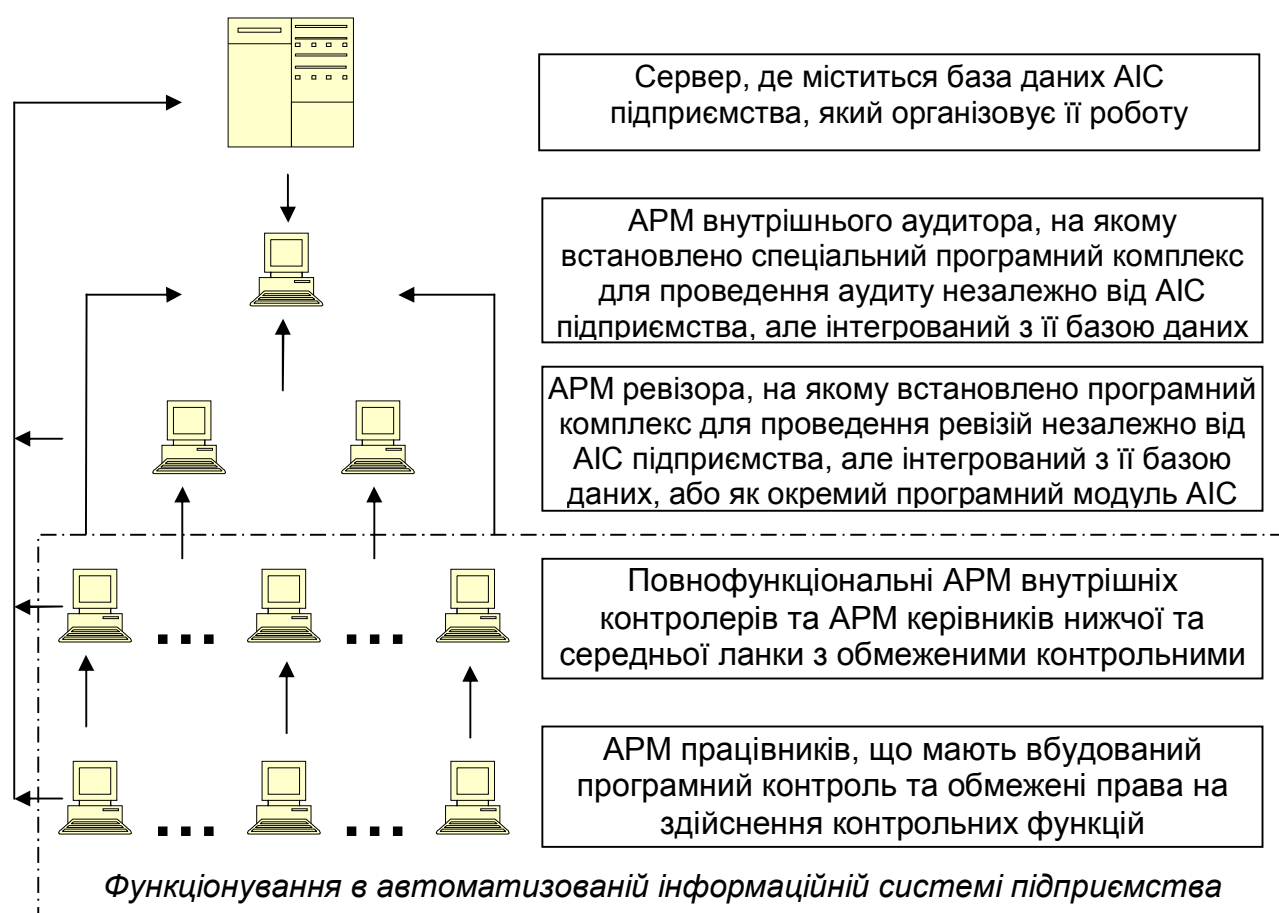 Сервер, де міститься база даних АІС
підприємства, який організовує її роботу
АРМ внутрішнього аудитора, на якому
встановлено спеціальний програмний комплекс
для проведення аудиту незалежно від АІС
підприємства, але інтегрований з її базою даних
АРМ ревізора, на якому встановлено програмний
комплекс для проведення ревізій незалежно від
АІС підприємства, але інтегрований з її базою
даних, або як окремий програмний модуль АІС
Повнофункціональні АРМ внутрішніх
контролерів та АРМ керівників нижчої та
середньої ланки з обмеженими контрольними
... ...
АРМ працівників, що мають вбудований
програмний контроль та обмежені права на
здійснення контрольних функцій
... ...
Функціонування в автоматизованій інформаційній системі підприємства